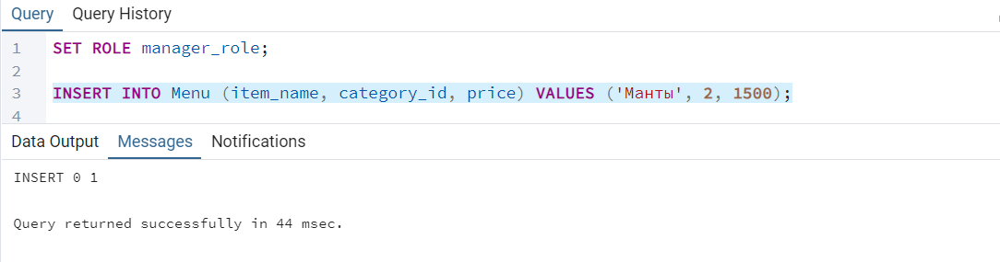 Query Query History
1 SET ROLE manager_role;
2
3 INSERT INTO Menu (item_name, category_id, price) VALUES ('Манты', 2, 1500);
4
Data Output Messages Notifications
INSERT 0 1
Query returned successfully in 44 msec.